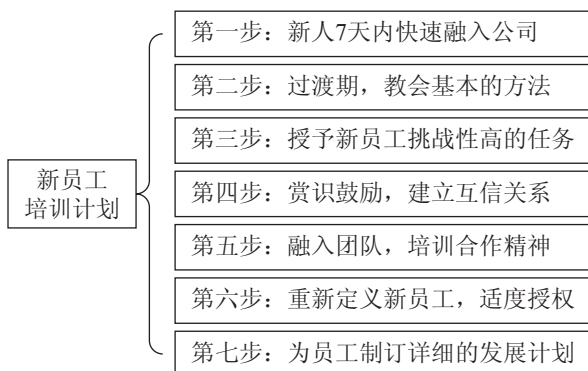 新员工
培训计划
第一步：新人7天内快速融入公司
第二步：过渡期，教会基本的方法
第三步：授予新员工挑战性高的任务
第四步：赏识鼓励，建立互信关系
第五步：融入团队，培训合作精神
第六步：重新定义新员工，适度授权
第七步：为员工制订详细的发展计划